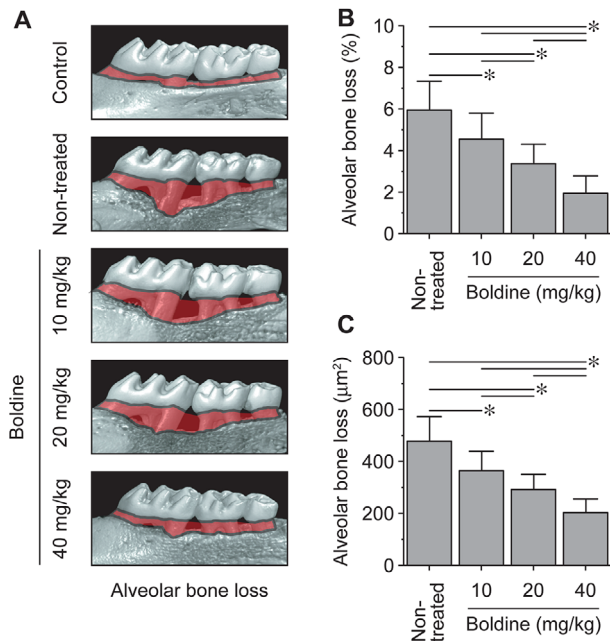 A
Control
Non-treated
10 mg/kg
20 mg/kg
40 mg/kg
Boldine
Alveolar bone loss
B
Alveolar bone loss (%)
10
8
6
4
2
0
*
*
*
Non-
treated
10 20 40
Boldine (mg/kg)
C
Alveolar bone loss (μm²)
800
600
400
200
0
*
*
*
Non-
treated
10 20 40
Boldine (mg/kg)